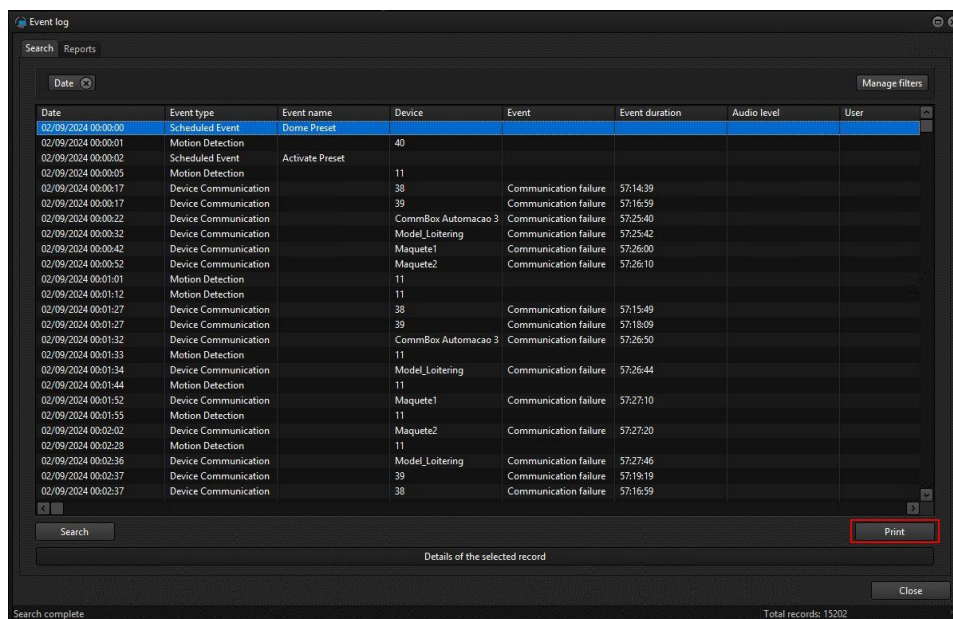 Event log
Search Reports
Date Manage filters
Date Event type Event name Device Event Event duration Audio level User
02/09/2024 00:00:00 Scheduled Event Dome Preset
02/09/2024 00:00:01 Motion Detection 40
02/09/2024 00:00:02 Scheduled Event Activate Preset
02/09/2024 00:00:05 Motion Detection 11
02/09/2024 00:00:17 Device Communication 38 Communication failure 57:14:39
02/09/2024 00:00:17 Device Communication 39 Communication failure 57:16:59
02/09/2024 00:00:22 Device Communication CommBox Automacao 3 Communication failure 57:25:40
02/09/2024 00:00:32 Device Communication Model_Loitering Communication failure 57:25:42
02/09/2024 00:00:42 Device Communication Maquete1 Communication failure 57:26:00
02/09/2024 00:00:52 Device Communication Maquete2 Communication failure 57:26:10
02/09/2024 00:01:01 Motion Detection 11
02/09/2024 00:01:12 Motion Detection 11
02/09/2024 00:01:27 Device Communication 38 Communication failure 57:15:49
02/09/2024 00:01:27 Device Communication 39 Communication failure 57:18:09
02/09/2024 00:01:32 Device Communication CommBox Automacao 3 Communication failure 57:26:50
02/09/2024 00:01:33 Motion Detection 11
02/09/2024 00:01:34 Device Communication Model_Loitering Communication failure 57:26:44
02/09/2024 00:01:44 Motion Detection 11
02/09/2024 00:01:52 Device Communication Maquete1 Communication failure 57:27:10
02/09/2024 00:01:55 Motion Detection 11
02/09/2024 00:02:02 Device Communication Maquete2 Communication failure 57:27:20
02/09/2024 00:02:28 Motion Detection 11
02/09/2024 00:02:36 Device Communication Model_Loitering Communication failure 57:27:46
02/09/2024 00:02:37 Device Communication 39 Communication failure 57:19:19
02/09/2024 00:02:37 Device Communication 38 Communication failure 57:16:59
Search Print
Details of the selected record
Close
Search complete Total records: 15202